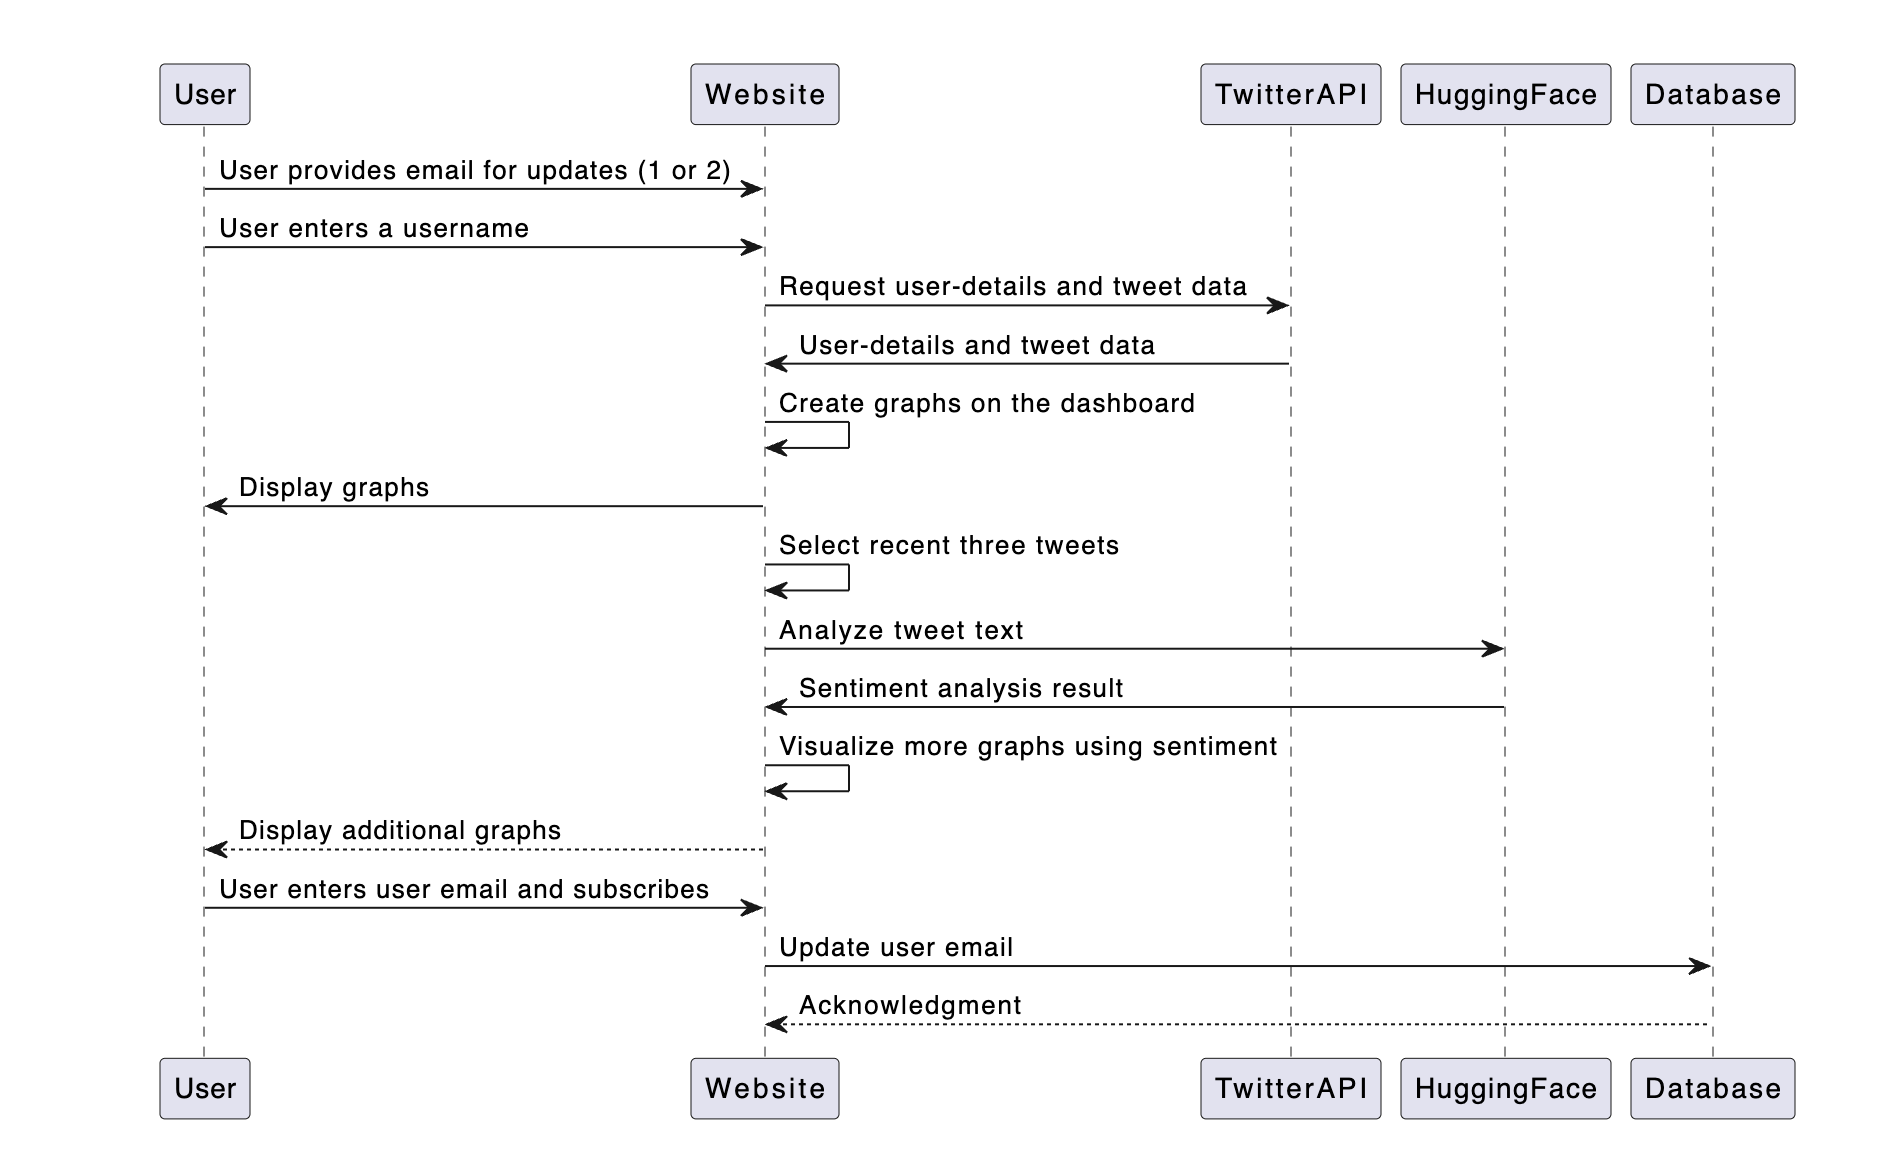 User
Website
TwitterAPI
HuggingFace
Database
User provides email for updates (1 or 2)
User enters a username
Request user-details and tweet data
User-details and tweet data
Create graphs on the dashboard
Display graphs
Select recent three tweets
Analyze tweet text
Sentiment analysis result
Visualize more graphs using sentiment
Display additional graphs
User enters user email and subscribes
Update user email
Acknowledgment
User
Website
TwitterAPI
HuggingFace
Database